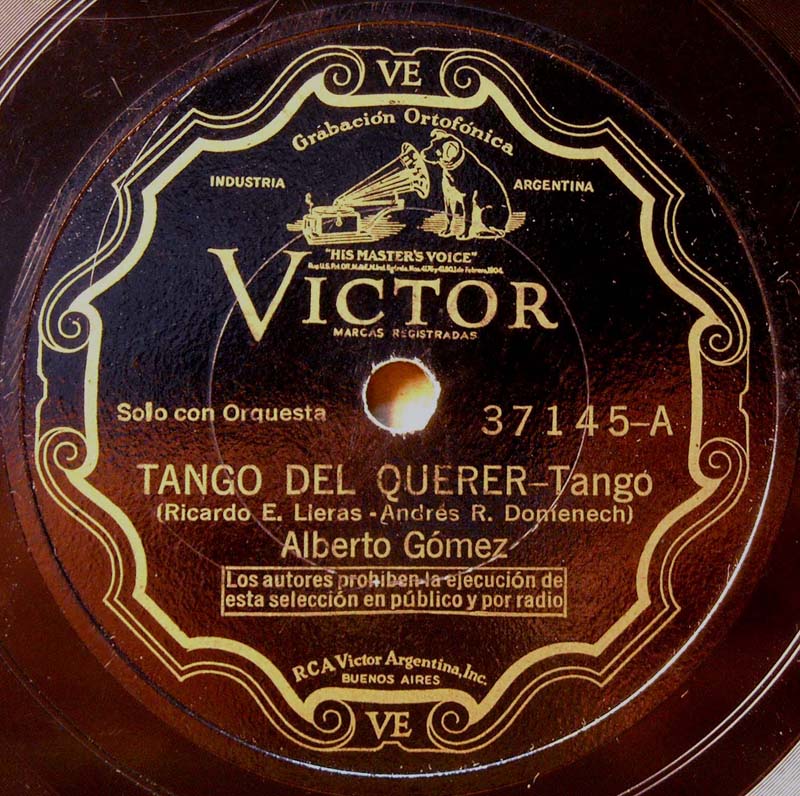 VE
Grabación Ortofónica
INDUSTRIA ARGENTINA
"HIS MASTER'S VOICE"
VICTOR
MARCAS REGISTRADAS
Solo con Orquesta 37145-A
TANGO DEL QUERER-Tango
(Ricardo E. Lieras - Andrés R. Domenech)
Alberto Gómez
Los autores prohiben la ejecución de
esta selección en público y por radio
RCA Victor Argentina, Inc.
BUENOS AIRES
VE